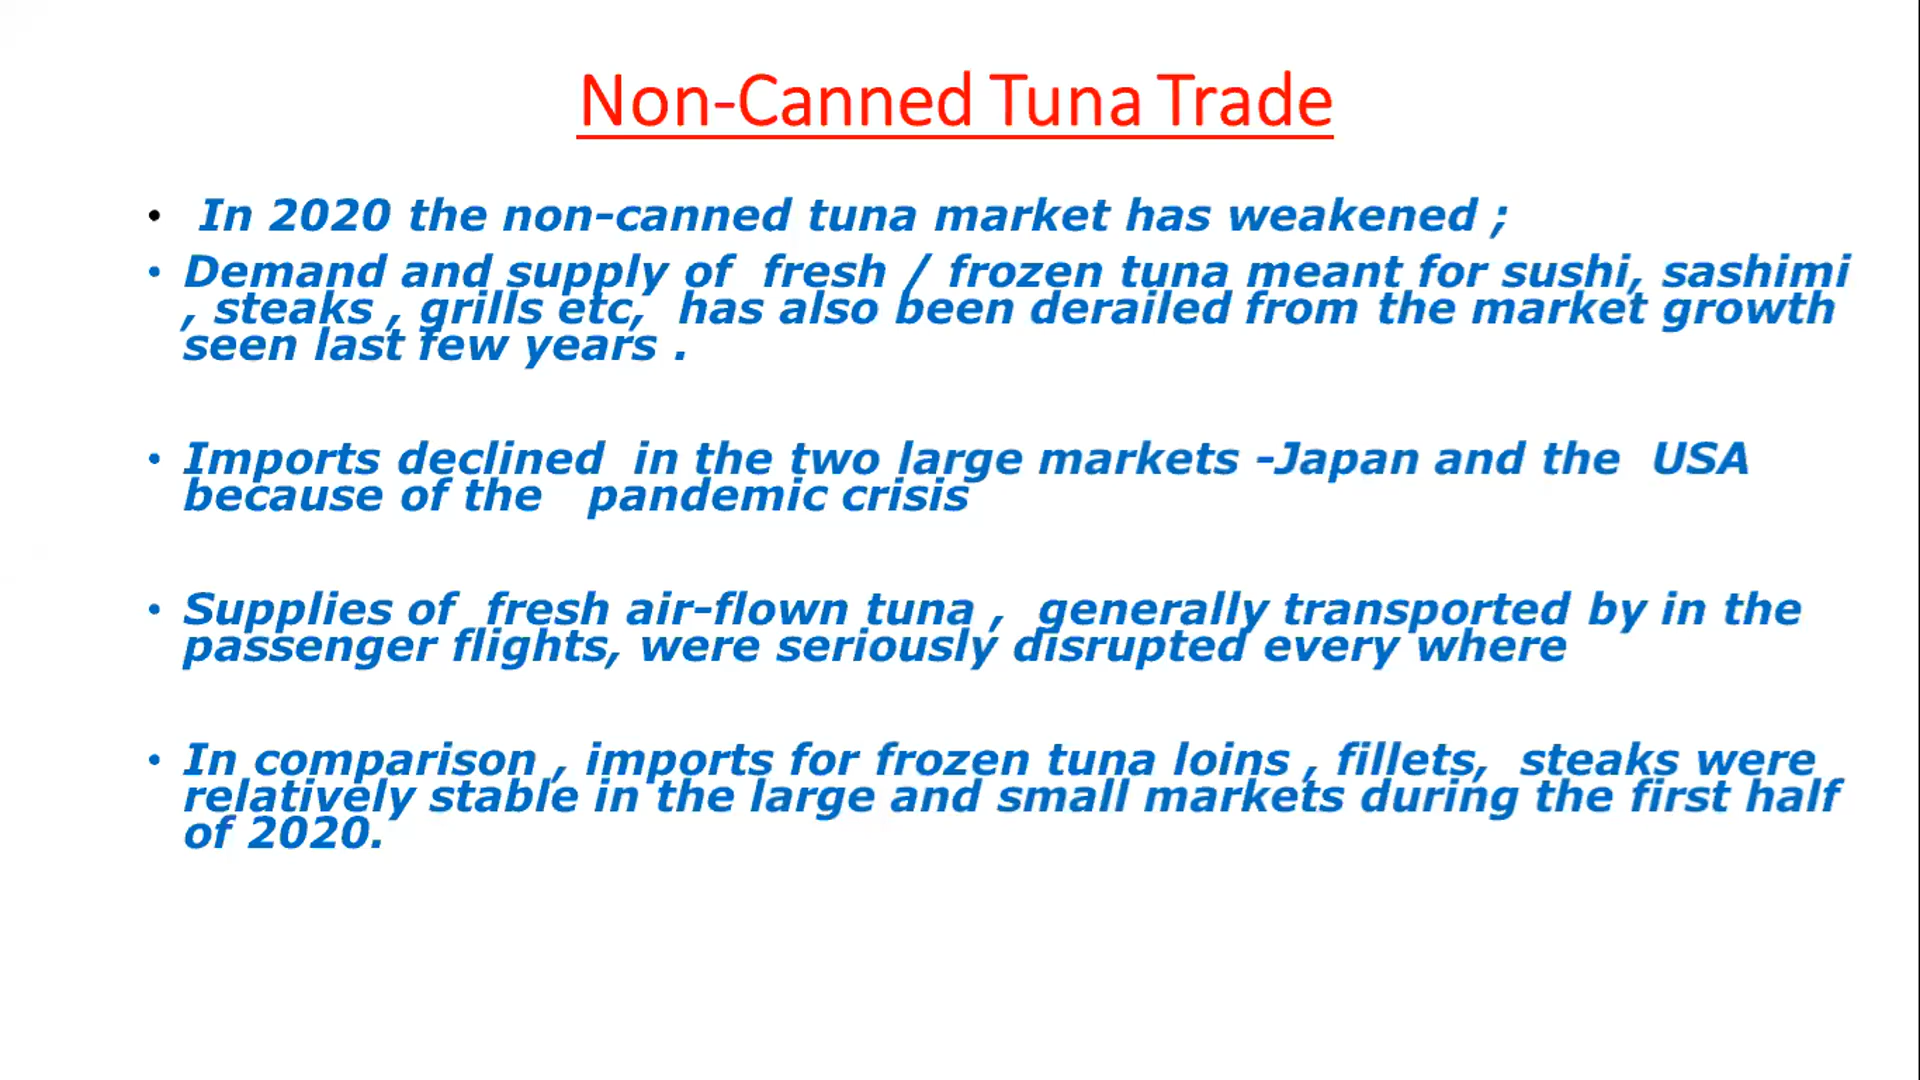 Non-Canned Tuna Trade
• In 2020 the non-canned tuna market has weakened ;
• Demand and supply of fresh / frozen tuna meant for sushi, sashimi
, steaks , grills etc, has also been derailed from the market growth
seen last few years .
• Imports declined in the two large markets -Japan and the USA
because of the pandemic crisis
• Supplies of fresh air-flown tuna , generally transported by in the
passenger flights, were seriously disrupted every where
• In comparison , imports for frozen tuna loins , fillets, steaks were
relatively stable in the large and small markets during the first half
of 2020.